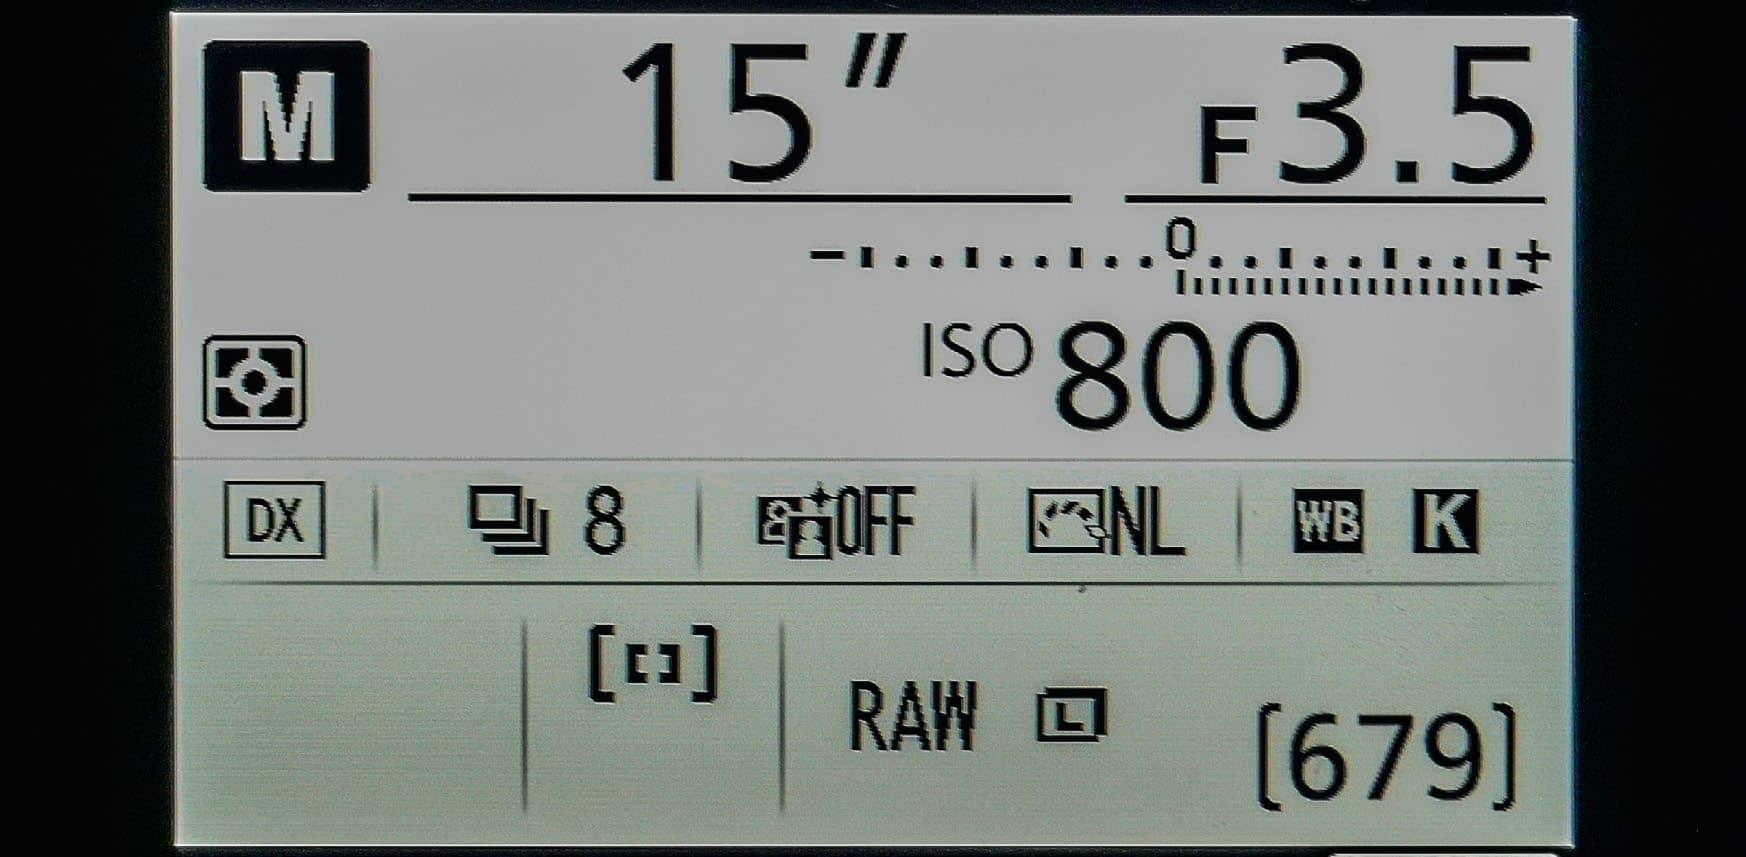 M 15″ F3.5
− 0 +
ISO 800
DX 8 OFF NL WB K
RAW L [679]